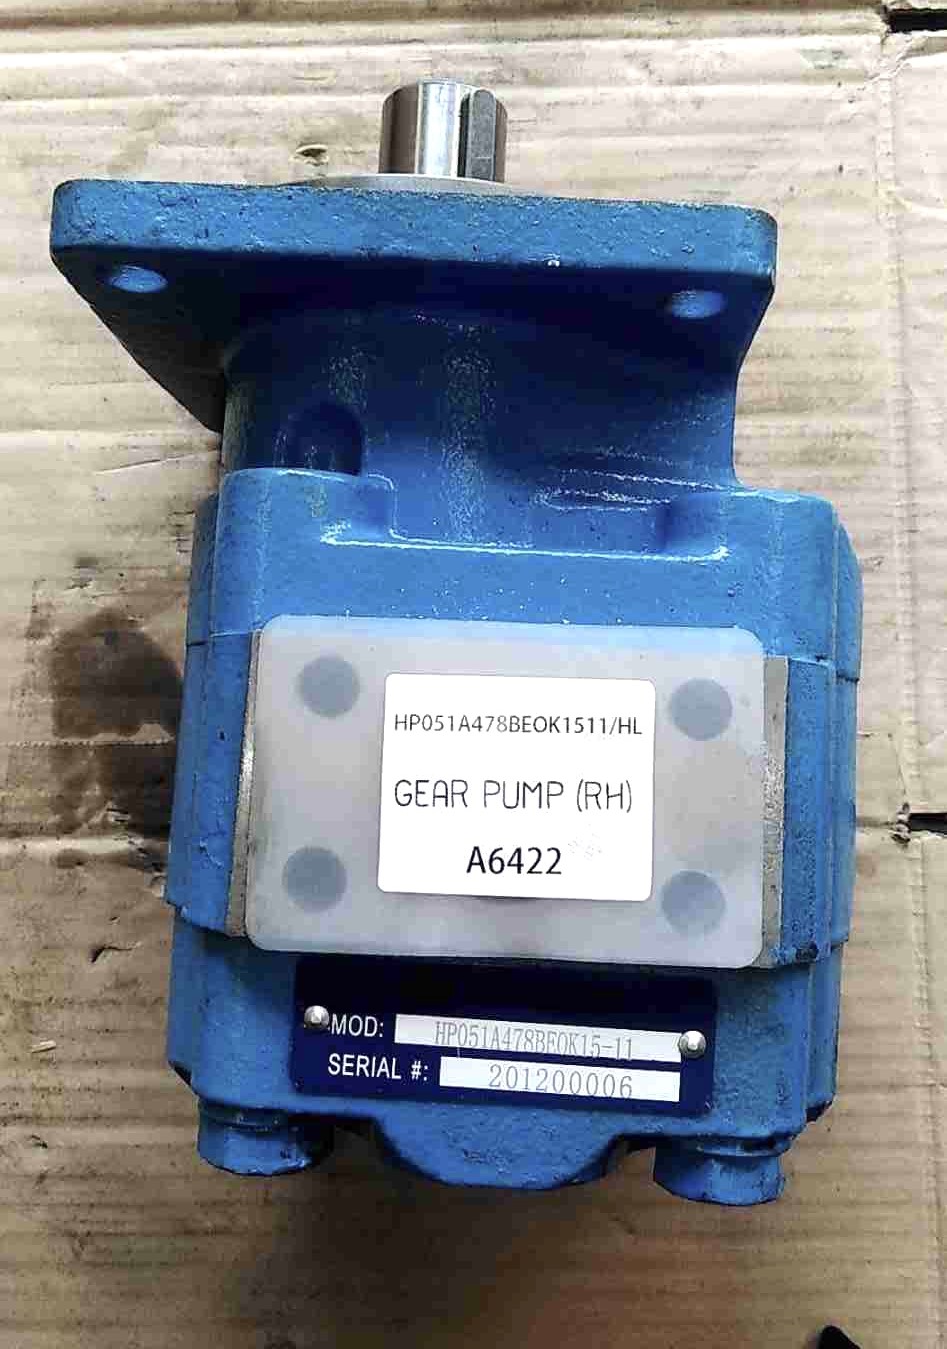 HP051A478BEOK1511/HL
GEAR PUMP (RH)
A6422
MOD: HP051A478BEOK15-11
SERIAL #: 201200006